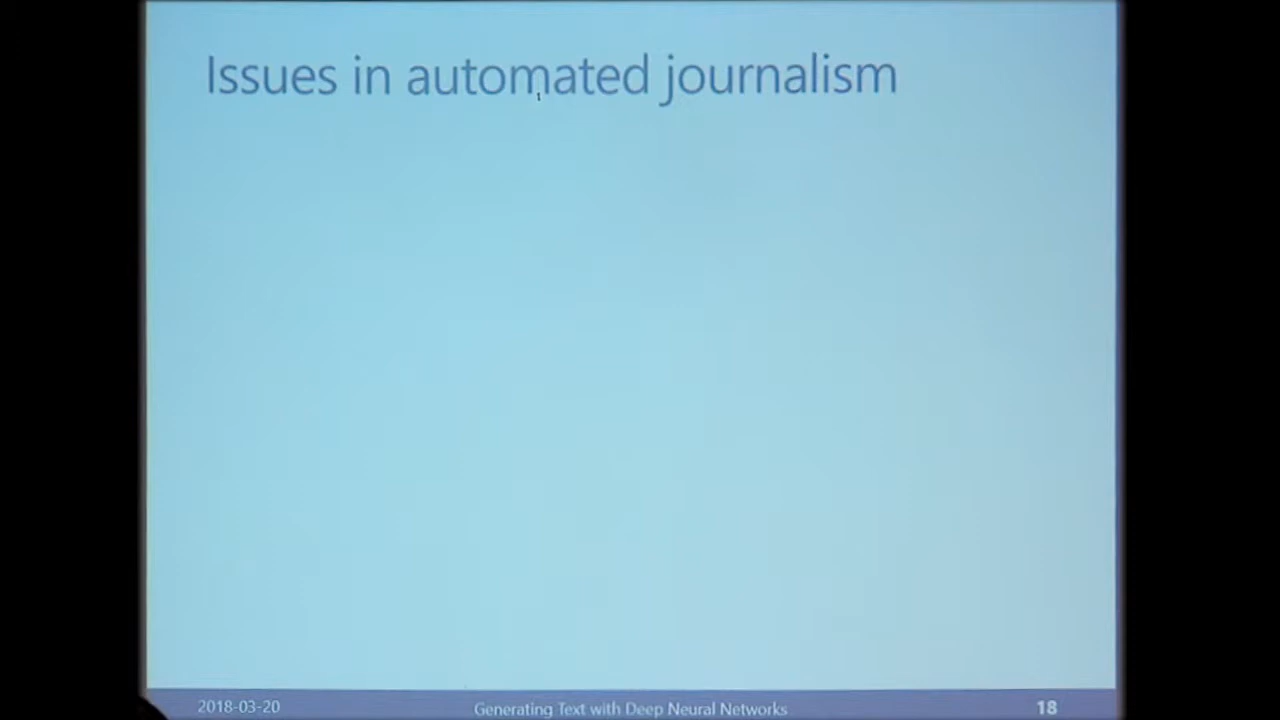 Issues in automated journalism
2018-03-20
Generating Text with Deep Neural Networks
18